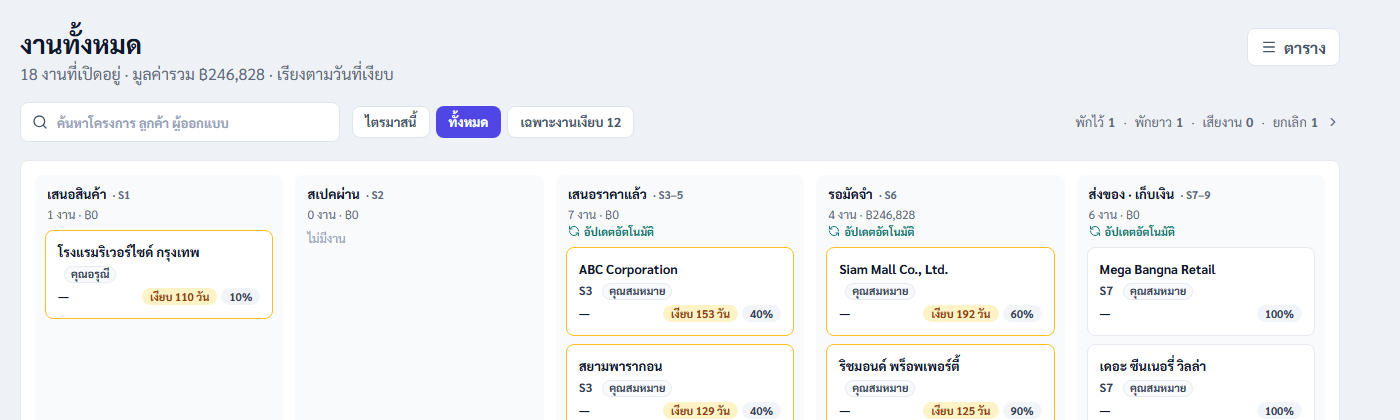 งานทั้งหมด
ตาราง
18 งานที่เปิดอยู่ · มูลค่ารวม ฿246,828 · เรียงตามวันที่เงียบ
ค้นหาโครงการ ลูกค้า ผู้ออกแบบ
ไตรมาสนี้
ทั้งหมด
เฉพาะงานเงียบ 12
พักไว้ 1 · พักยาว 1 · เสียงาน 0 · ยกเลิก 1
เสนอสินค้า · S1
1 งาน · ฿0
โรงแรมริเวอร์ไซด์ กรุงเทพ
คุณอรุณี
— เงียบ 110 วัน 10%
สเปคผ่าน · S2
0 งาน · ฿0
ไม่มีงาน
เสนอราคาแล้ว · S3–5
7 งาน · ฿0
อัปเดตอัตโนมัติ
ABC Corporation
S3 คุณสมหมาย
— เงียบ 153 วัน 40%
สยามพารากอน
S3 คุณสมหมาย
— เงียบ 129 วัน 40%
รอมัดจำ · S6
4 งาน · ฿246,828
อัปเดตอัตโนมัติ
Siam Mall Co., Ltd.
คุณสมหมาย
— เงียบ 192 วัน 60%
ริชมอนด์ พร็อพเพอร์ตี้
คุณสมหมาย
— เงียบ 125 วัน 90%
ส่งของ · เก็บเงิน · S7–9
6 งาน · ฿0
อัปเดตอัตโนมัติ
Mega Bangna Retail
S7 คุณสมหมาย
— 100%
เดอะ ซีนเนอรี่ วิลล่า
S7 คุณสมหมาย
— 100%